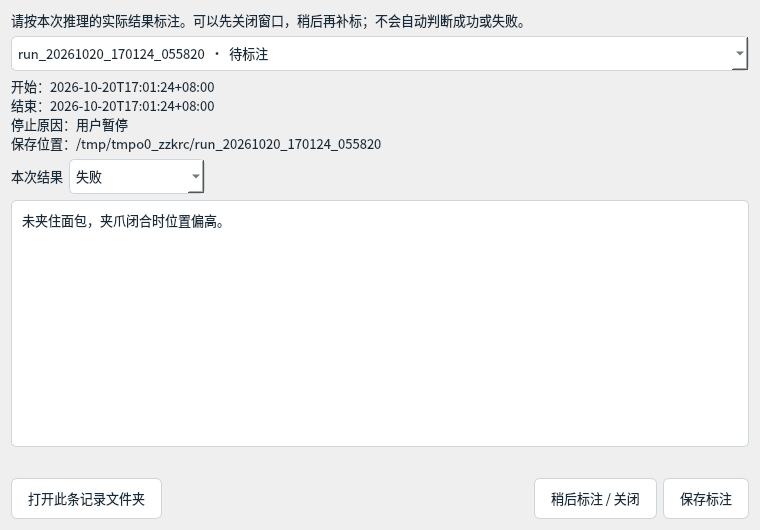 请按本次推理的实际结果标注。可以先关闭窗口，稍后再补标；不会自动判断成功或失败。
run_20261020_170124_055820 · 待标注
开始：2026-10-20T17:01:24+08:00
结束：2026-10-20T17:01:24+08:00
停止原因：用户暂停
保存位置：/tmp/tmpo0_zzkrc/run_20261020_170124_055820
本次结果 失败
未夹住面包，夹爪闭合时位置偏高。
打开此条记录文件夹 稍后标注 / 关闭 保存标注